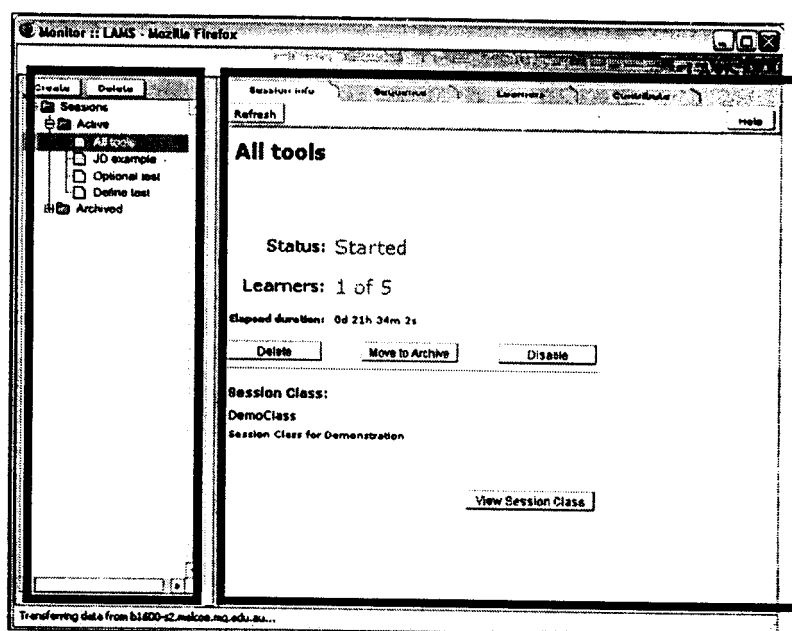 Monitor :: LAMS - Mozilla Firefox
Create Delete
Sessions
Active
All tools
JD example
Optional test
Define test
Archived
Session Info Sequence Learners Contribute
Refresh Help
All tools
Status: Started
Learners: 1 of 5
Elapsed duration: 0d 21h 34m 2s
Delete Move to Archive Disable
Session Class:
DemoClass
Session Class for Demonstration
View Session Class
Transferring data from b1600-s2.melcoe.mq.edu.au...